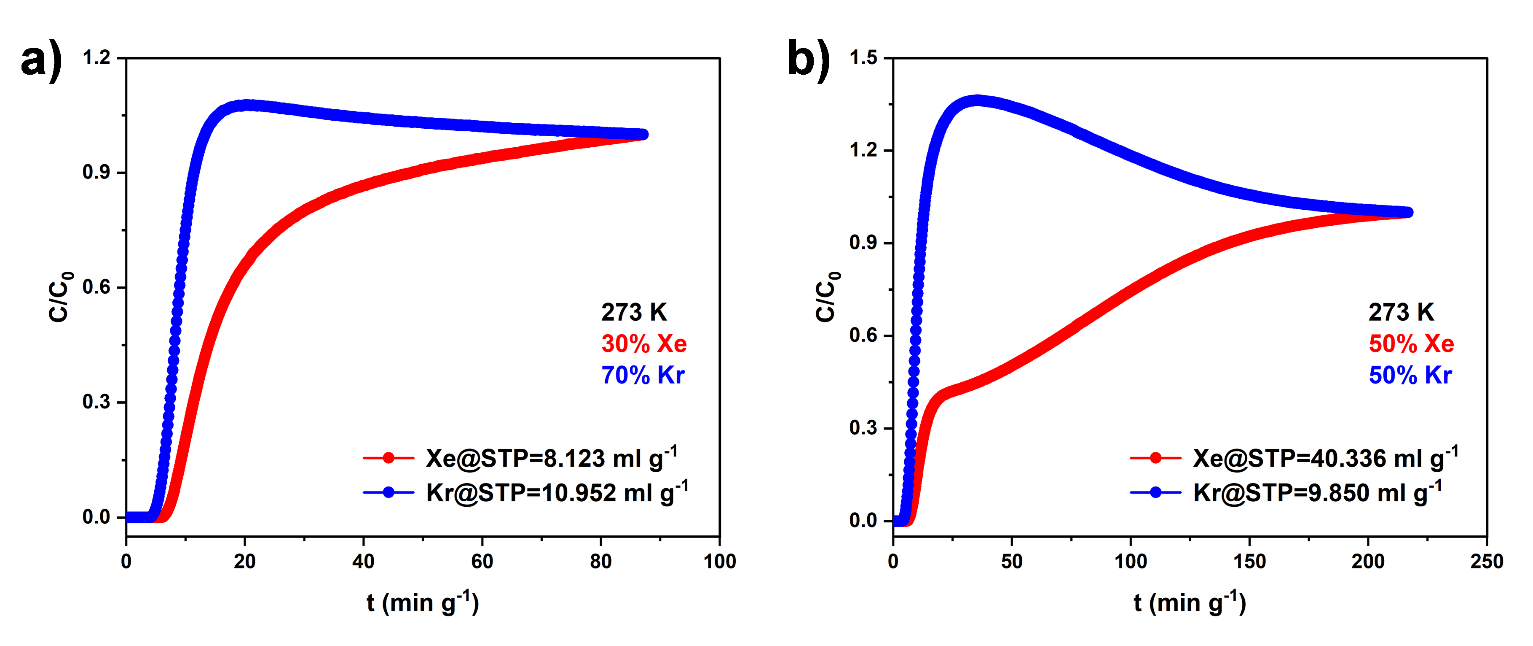 a)
1.2
0.9
0.6
0.3
0.0
C/C₀
273 K
30% Xe
70% Kr
Xe@STP=8.123 ml g⁻¹
Kr@STP=10.952 ml g⁻¹
0 20 40 60 80 100
t (min g⁻¹)
b)
1.5
1.2
0.9
0.6
0.3
0.0
C/C₀
273 K
50% Xe
50% Kr
Xe@STP=40.336 ml g⁻¹
Kr@STP=9.850 ml g⁻¹
0 50 100 150 200 250
t (min g⁻¹)